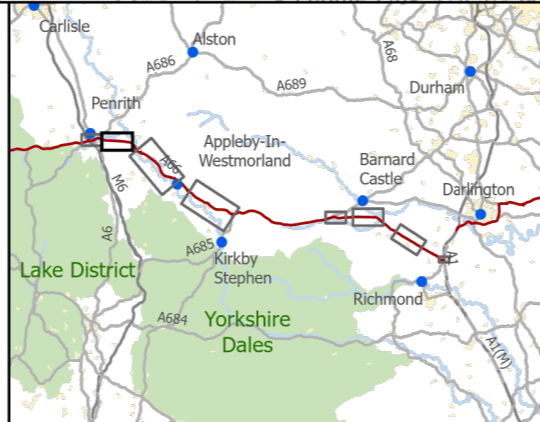 Carlisle
Alston
A68
A686
A689
Durham
Penrith
Appleby-In-
Westmorland
A66
Barnard
Castle
Darlington
M6
A6
A685
Kirkby
Stephen
A1
Lake District
Richmond
A684
Yorkshire
Dales
A1(M)